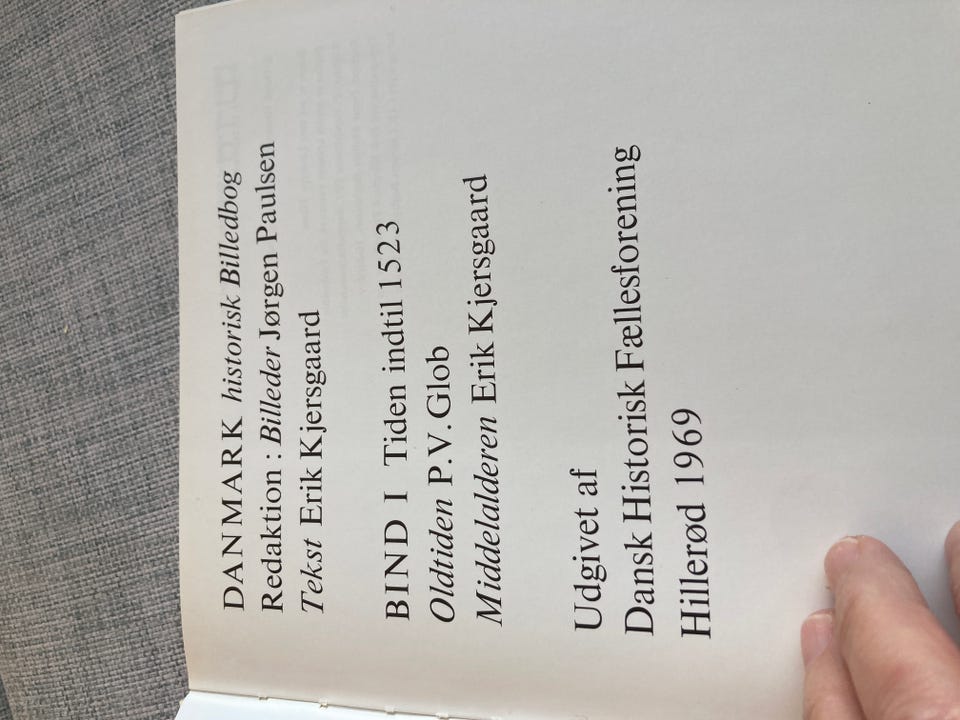 DANMARK historisk Billedbog
Redaktion : Billeder Jørgen Paulsen
Tekst Erik Kjersgaard
BIND I Tiden indtil 1523
Oldtiden P.V. Glob
Middelalderen Erik Kjersgaard
Udgivet af
Dansk Historisk Fællesforening
Hillerød 1969